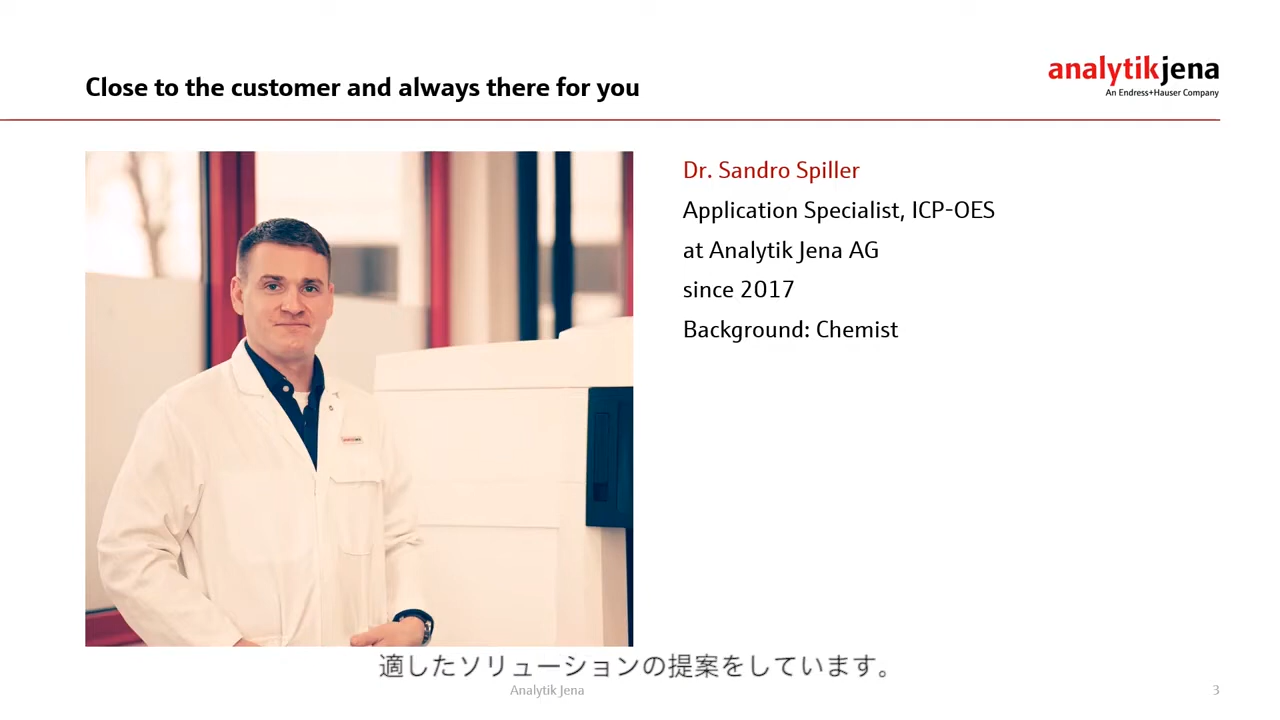 Close to the customer and always there for you
analytikjena
An Endress+Hauser Company
Dr. Sandro Spiller
Application Specialist, ICP-OES
at Analytik Jena AG
since 2017
Background: Chemist
適したソリューションの提案をしています。
Analytik Jena
3